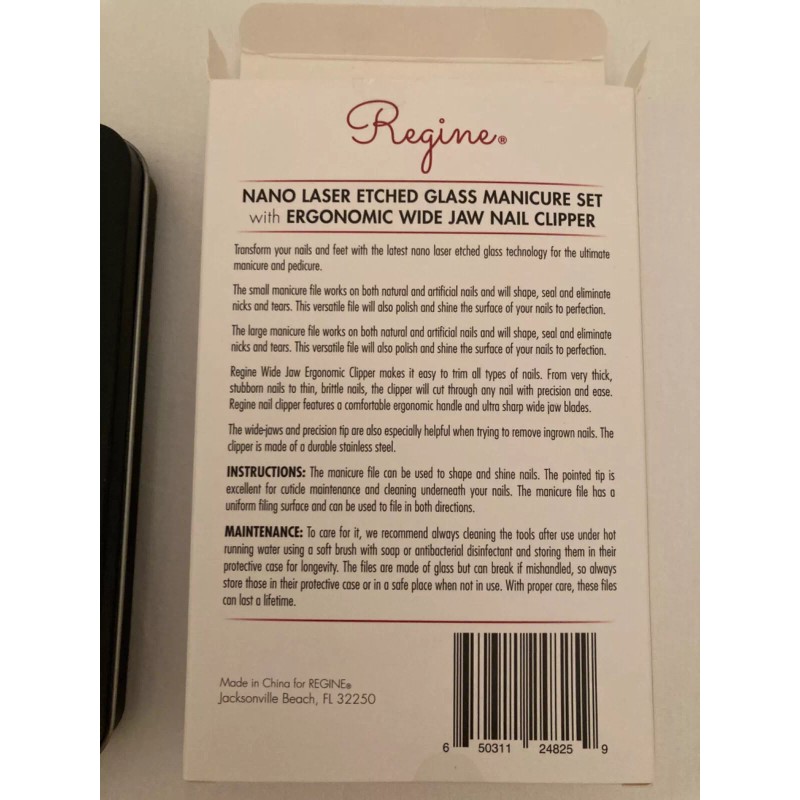 Regine®
NANO LASER ETCHED GLASS MANICURE SET
with ERGONOMIC WIDE JAW NAIL CLIPPER
Transform your nails and feet with the latest nano laser etched glass technology for the ultimate
manicure and pedicure.
The small manicure file works on both natural and artificial nails and will shape, seal and eliminate
nicks and tears. This versatile file will also polish and shine the surface of your nails to perfection.
The large manicure file works on both natural and artificial nails and will shape, seal and eliminate
nicks and tears. This versatile file will also polish and shine the surface of your nails to perfection.
Regine Wide Jaw Ergonomic Clipper makes it easy to trim all types of nails. From very thick,
stubborn nails to thin, brittle nails, the clipper will cut through any nail with precision and ease.
Regine nail clipper features a comfortable ergonomic handle and ultra sharp wide jaw blades.
The wide-jaws and precision tip are also especially helpful when trying to remove ingrown nails. The
clipper is made of a durable stainless steel.
INSTRUCTIONS: The manicure file can be used to shape and shine nails. The pointed tip is
excellent for cuticle maintenance and cleaning underneath your nails. The manicure file has a
uniform filing surface and can be used to file in both directions.
MAINTENANCE: To care for it, we recommend always cleaning the tools after use under hot
running water using a soft brush with soap or antibacterial disinfectant and storing them in their
protective case for longevity. The files are made of glass but can break if mishandled, so always
store those in their protective case or in a safe place when not in use. With proper care, these files
can last a lifetime.
Made in China for REGINE®
Jacksonville Beach, FL 32250
6 50311 24825 9